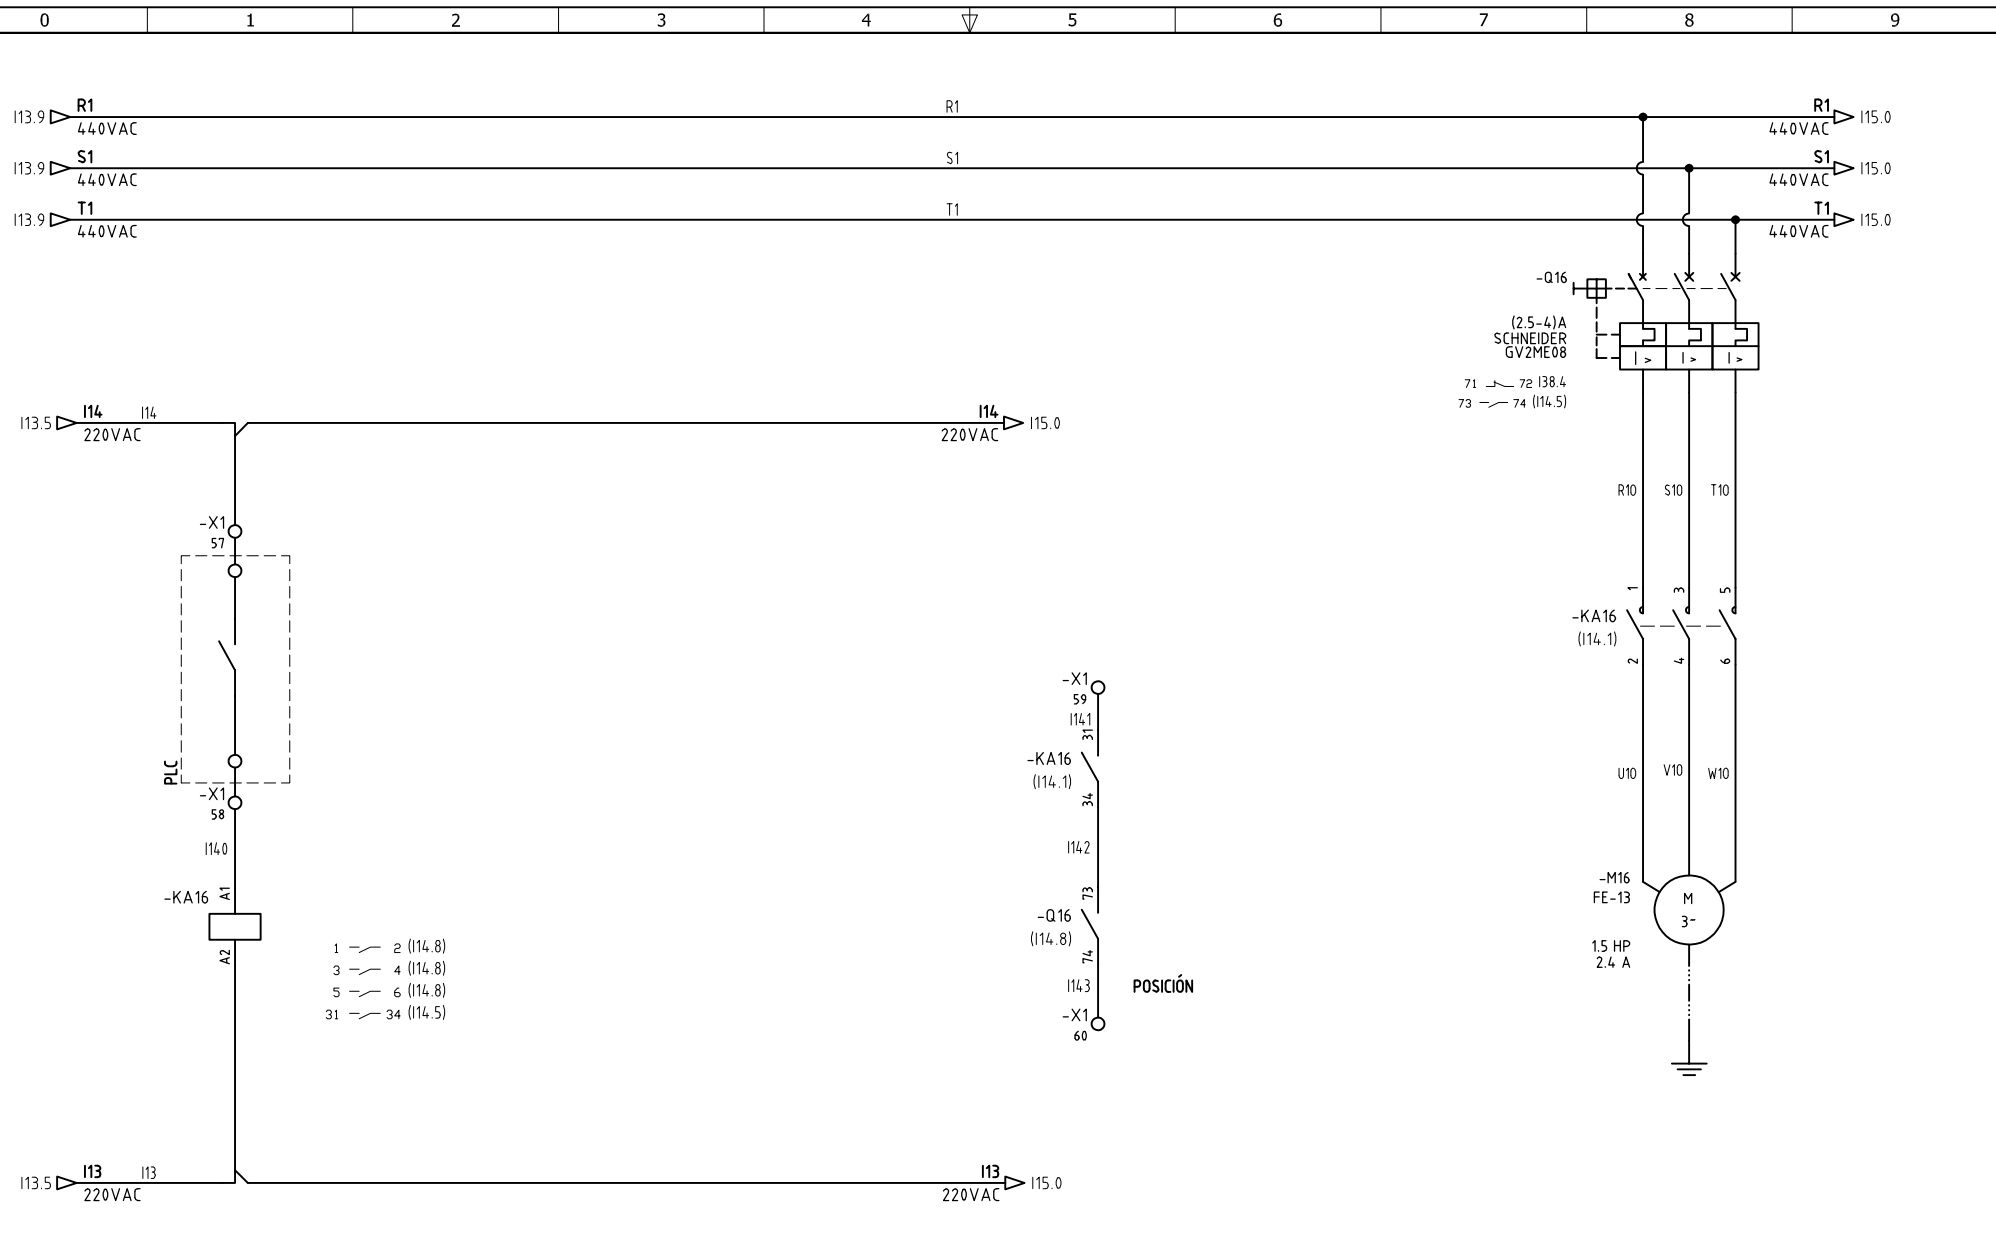 0 1 2 3 4 5 6 7 8 9
I13.9 R1 R1 R1 I15.0
440VAC 440VAC
I13.9 S1 S1 S1 I15.0
440VAC 440VAC
I13.9 T1 T1 T1 I15.0
440VAC 440VAC
-Q16
(2.5-4)A
SCHNEIDER
GV2ME08
I > I > I >
71 72 I38.4
73 74 (I14.5)
I13.5 I14 I14 I14 I15.0
220VAC 220VAC
R10 S10 T10
-X1
57
PLC
-X1
58
I140
-KA16 A1
A2
1 2 (I14.8)
3 4 (I14.8)
5 6 (I14.8)
31 34 (I14.5)
-X1
59
I141
31
-KA16
(I14.1)
34
I142
73
-Q16
(I14.8)
74
I143 POSICIÓN
-X1
60
1 3 5
-KA16
(I14.1)
2 4 6
U10 V10 W10
-M16
FE-13
M
3~
1.5 HP
2.4 A
I13.5 I13 I13 I13 I15.0
220VAC 220VAC